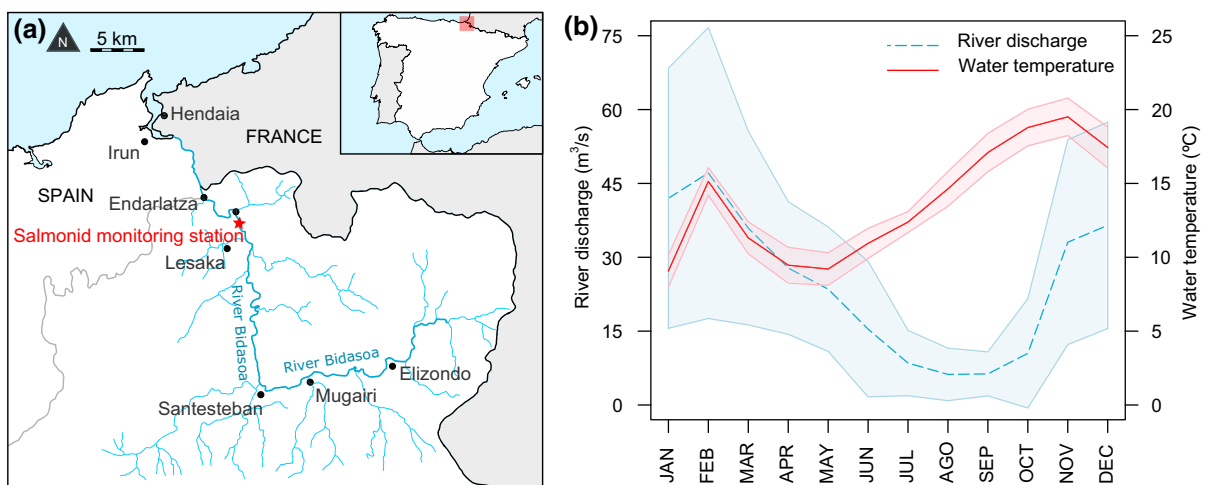 (a)
N
5 km
Hendaia
FRANCE
Irun
SPAIN
Endarlatza
Salmonid monitoring station
Lesaka
River Bidasoa
River Bidasoa
Elizondo
Mugairi
Santesteban
(b)
River discharge
Water temperature
75
60
45
30
15
0
River discharge (m³/s)
25
20
15
10
5
0
Water temperature (ºC)
JAN
FEB
MAR
APR
MAY
JUN
JUL
AGO
SEP
OCT
NOV
DEC